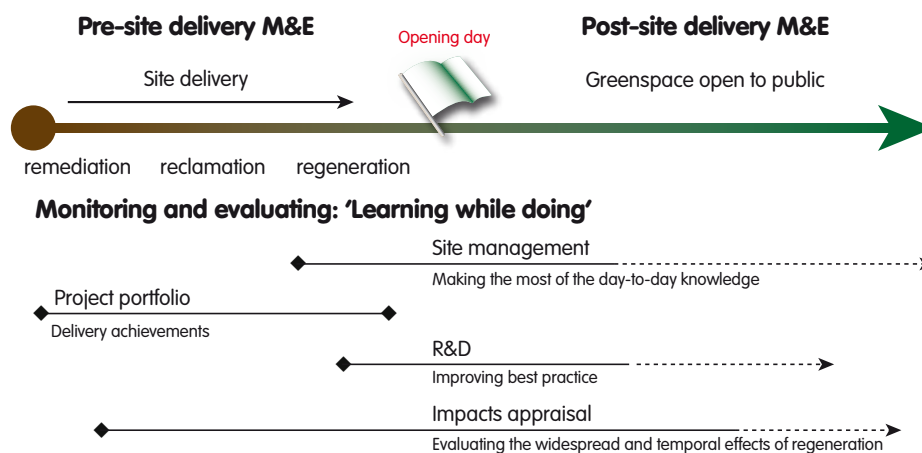 Pre-site delivery M&E
Opening day
Post-site delivery M&E
Site delivery
Greenspace open to public
remediation reclamation regeneration
Monitoring and evaluating: ‘Learning while doing’
Site management
Making the most of the day-to-day knowledge
Project portfolio
Delivery achievements
R&D
Improving best practice
Impacts appraisal
Evaluating the widespread and temporal effects of regeneration